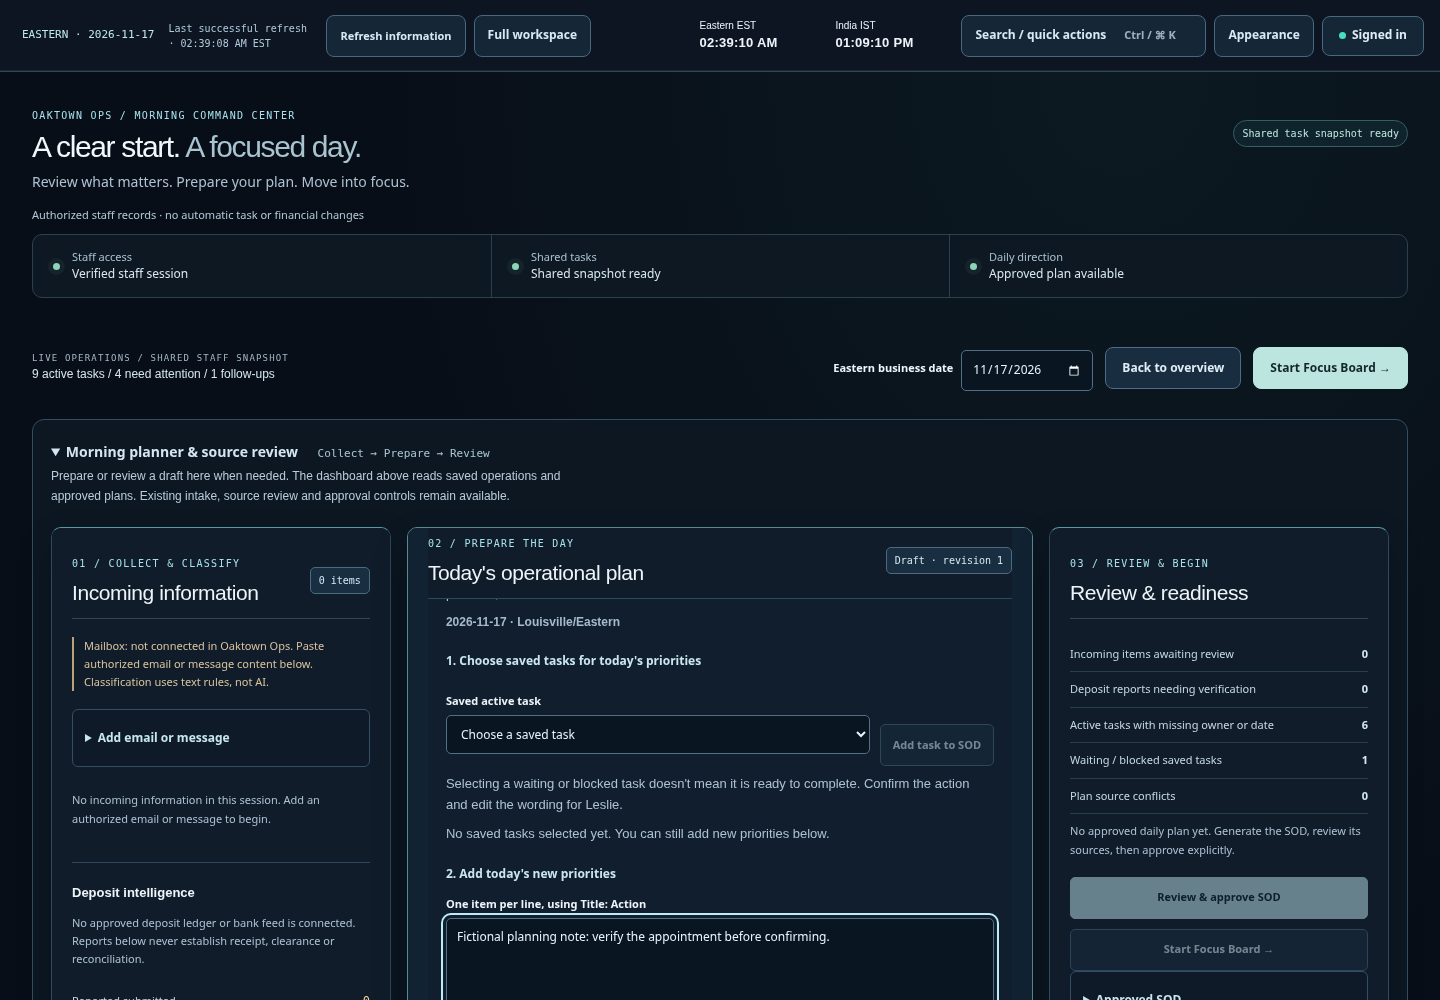 EASTERN · 2026-11-17
Last successful refresh
· 02:39:08 AM EST
Refresh information
Full workspace
Eastern EST
02:39:10 AM
India IST
01:09:10 PM
Search / quick actions Ctrl / ⌘ K
Appearance
Signed in
OAKTOWN OPS / MORNING COMMAND CENTER
A clear start. A focused day.
Shared task snapshot ready
Review what matters. Prepare your plan. Move into focus.
Authorized staff records · no automatic task or financial changes
Staff access
Verified staff session
Shared tasks
Shared snapshot ready
Daily direction
Approved plan available
LIVE OPERATIONS / SHARED STAFF SNAPSHOT
9 active tasks / 4 need attention / 1 follow-ups
Eastern business date
11/17/2026
Back to overview
Start Focus Board →
▼ Morning planner & source review Collect → Prepare → Review
Prepare or review a draft here when needed. The dashboard above reads saved operations and
approved plans. Existing intake, source review and approval controls remain available.
01 / COLLECT & CLASSIFY
Incoming information
0 items
Mailbox: not connected in Oaktown Ops. Paste
authorized email or message content below.
Classification uses text rules, not AI.
▶ Add email or message
No incoming information in this session. Add an
authorized email or message to begin.
Deposit intelligence
No approved deposit ledger or bank feed is connected.
Reports below never establish receipt, clearance or
reconciliation.
Reported submitted 0
02 / PREPARE THE DAY
Today's operational plan
Draft · revision 1
2026-11-17 · Louisville/Eastern
1. Choose saved tasks for today's priorities
Saved active task
Choose a saved task
Add task to SOD
Selecting a waiting or blocked task doesn't mean it is ready to complete. Confirm the action
and edit the wording for Leslie.
No saved tasks selected yet. You can still add new priorities below.
2. Add today's new priorities
One item per line, using Title: Action
Fictional planning note: verify the appointment before confirming.
03 / REVIEW & BEGIN
Review & readiness
Incoming items awaiting review 0
Deposit reports needing verification 0
Active tasks with missing owner or date 6
Waiting / blocked saved tasks 1
Plan source conflicts 0
No approved daily plan yet. Generate the SOD, review its
sources, then approve explicitly.
Review & approve SOD
Start Focus Board →
▶ Approved SOD